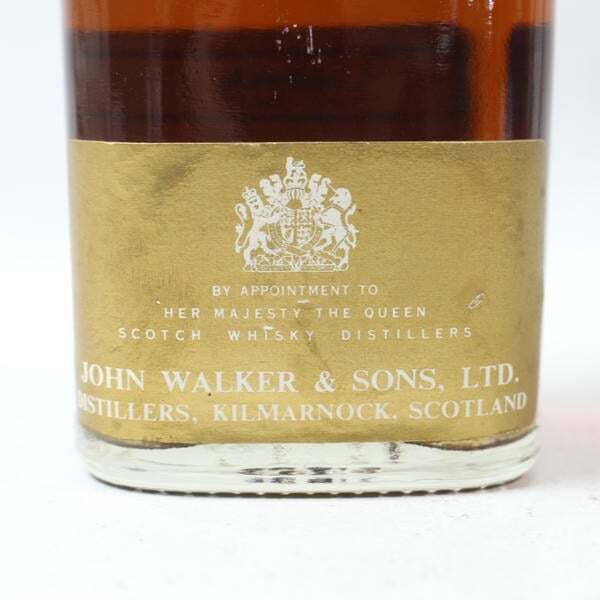 BY APPOINTMENT TO
HER MAJESTY THE QUEEN
SCOTCH WHISKY DISTILLERS
JOHN WALKER & SONS, LTD.
DISTILLERS, KILMARNOCK, SCOTLAND